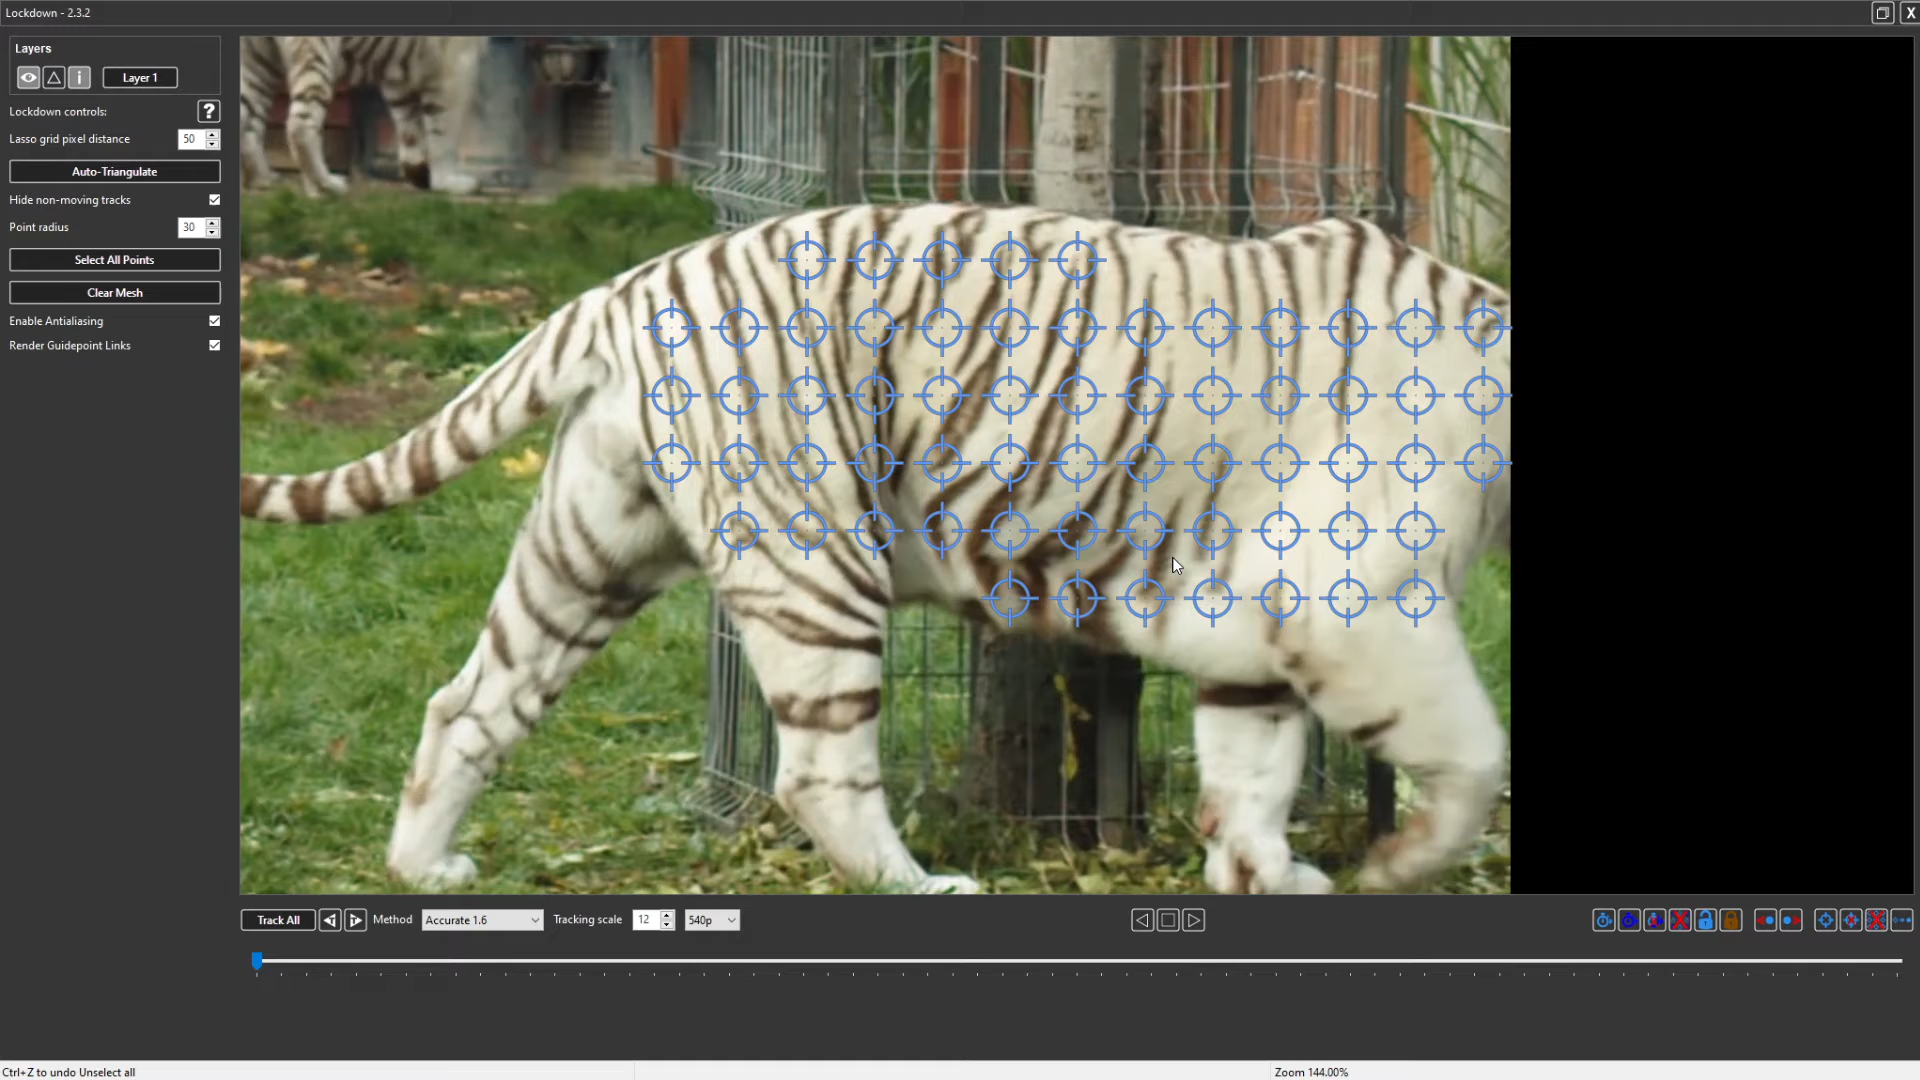 Lockdown - 2.3.2
X
Layers
i
Layer 1
Lockdown controls:
?
Lasso grid pixel distance
50
Auto-Triangulate
Hide non-moving tracks
Point radius
30
Select All Points
Clear Mesh
Enable Antialiasing
Render Guidepoint Links
Track All
Method
Accurate 1.6
Tracking scale
12
540p
Ctrl+Z to undo Unselect all
Zoom 144.00%